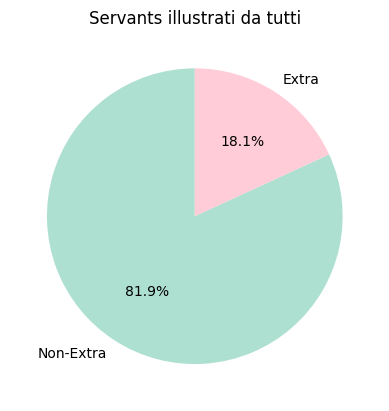 Servants illustrati da tutti
Extra
18.1%
81.9%
Non-Extra